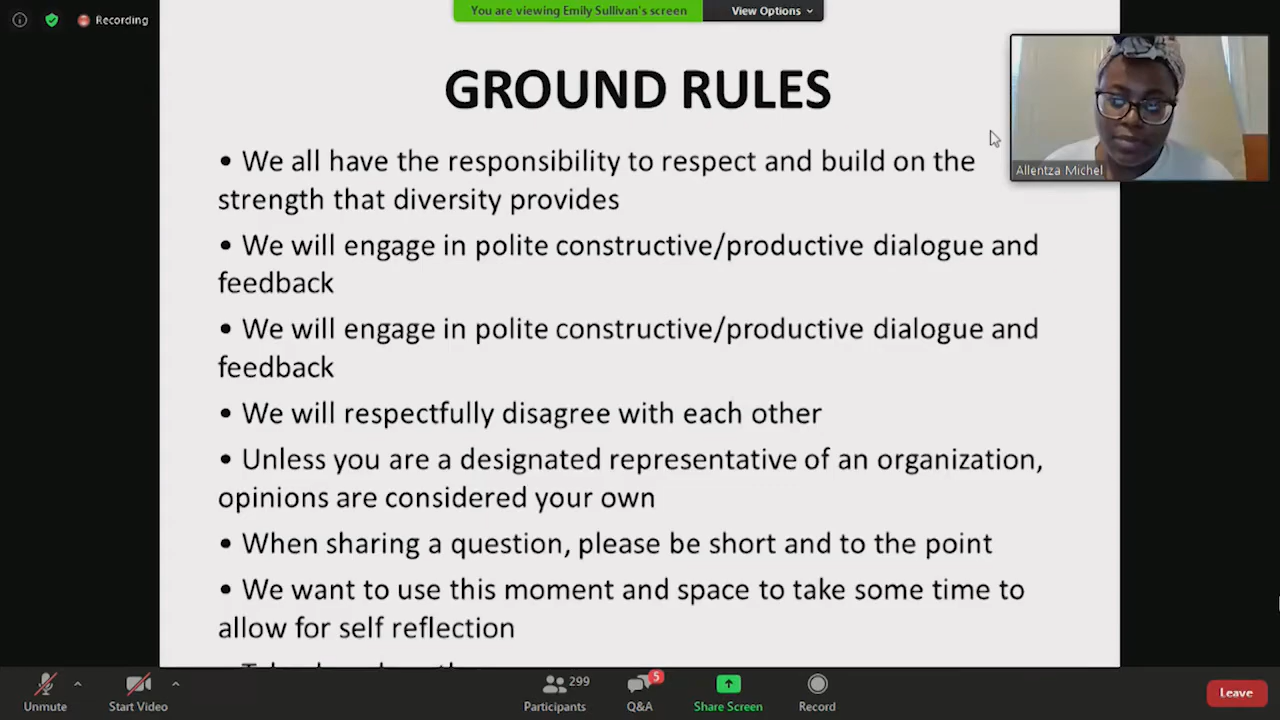 Recording
You are viewing Emily Sullivan's screen
View Options
GROUND RULES
Allentza Michel
• We all have the responsibility to respect and build on the
strength that diversity provides
• We will engage in polite constructive/productive dialogue and
feedback
• We will engage in polite constructive/productive dialogue and
feedback
• We will respectfully disagree with each other
• Unless you are a designated representative of an organization,
opinions are considered your own
• When sharing a question, please be short and to the point
• We want to use this moment and space to take some time to
allow for self reflection
Unmute
Start Video
299
Participants
5
Q&A
Share Screen
Record
Leave